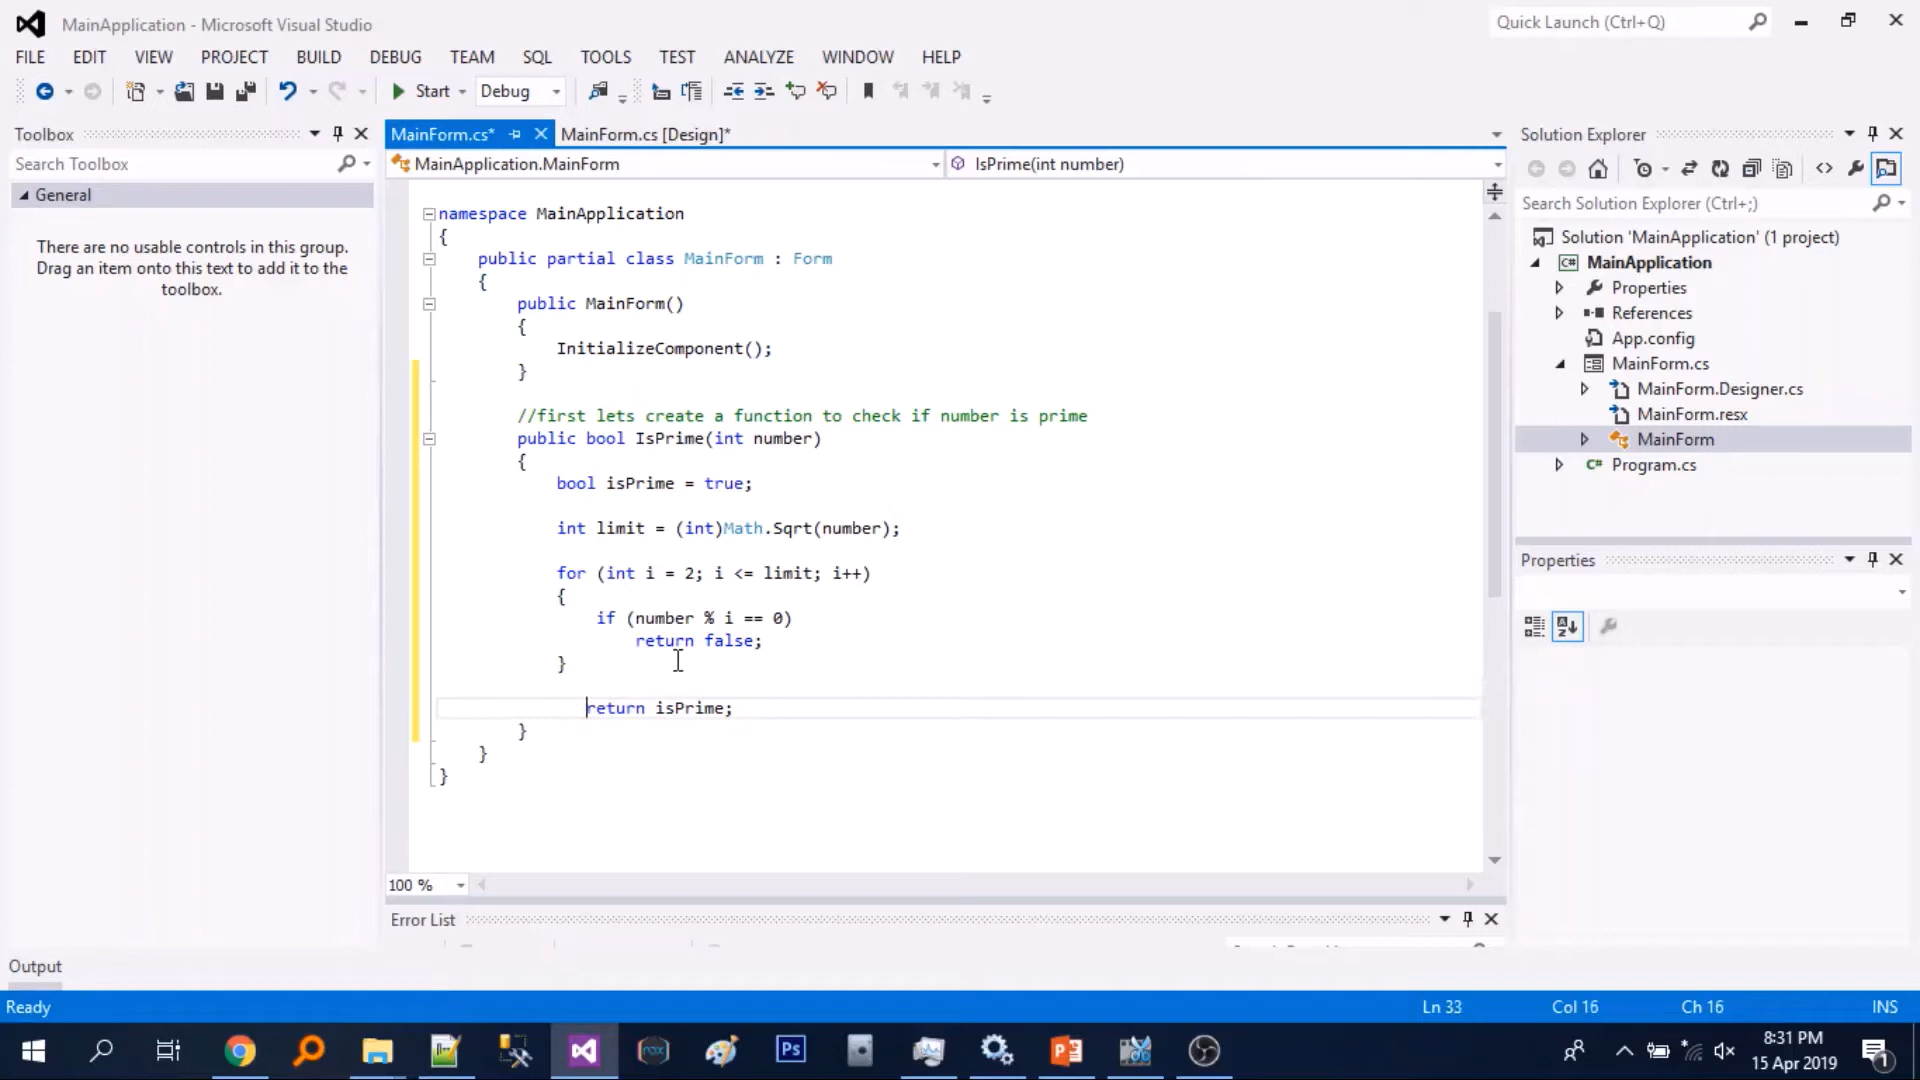 MainApplication - Microsoft Visual Studio
Quick Launch (Ctrl+Q)
FILE EDIT VIEW PROJECT BUILD DEBUG TEAM SQL TOOLS TEST ANALYZE WINDOW HELP
Start Debug
Toolbox
Search Toolbox
General
There are no usable controls in this group.
Drag an item onto this text to add it to the
toolbox.
MainForm.cs* MainForm.cs [Design]*
MainApplication.MainForm IsPrime(int number)
namespace MainApplication
{
public partial class MainForm : Form
{
public MainForm()
{
InitializeComponent();
}
//first lets create a function to check if number is prime
public bool IsPrime(int number)
{
bool isPrime = true;
int limit = (int)Math.Sqrt(number);
for (int i = 2; i <= limit; i++)
{
if (number % i == 0)
return false;
}
return isPrime;
}
}
}
100 %
Error List
Solution Explorer
Search Solution Explorer (Ctrl+;)
Solution 'MainApplication' (1 project)
C# MainApplication
Properties
References
App.config
MainForm.cs
MainForm.Designer.cs
MainForm.resx
MainForm
C# Program.cs
Properties
Output
Ready Ln 33 Col 16 Ch 16 INS
Ps
8:31 PM
15 Apr 2019
1